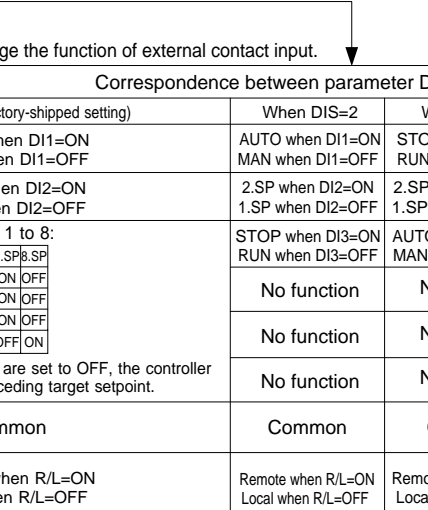 ge the function of external contact input.
Correspondence between parameter D
ctory-shipped setting) When DIS=2 W
hen DI1=ON AUTO when DI1=ON STO
en DI1=OFF MAN when DI1=OFF RUN
en DI2=ON 2.SP when DI2=ON 2.SP
n DI2=OFF 1.SP when DI2=OFF 1.SP
1 to 8: STOP when DI3=ON AUTO
.SP 8.SP RUN when DI3=OFF MAN
ON OFF
ON OFF No function N
ON OFF
OFF ON No function N
are set to OFF, the controller
ceding target setpoint. No function N
mmon Common
hen R/L=ON Remote when R/L=ON Remo
en R/L=OFF Local when R/L=OFF Loca